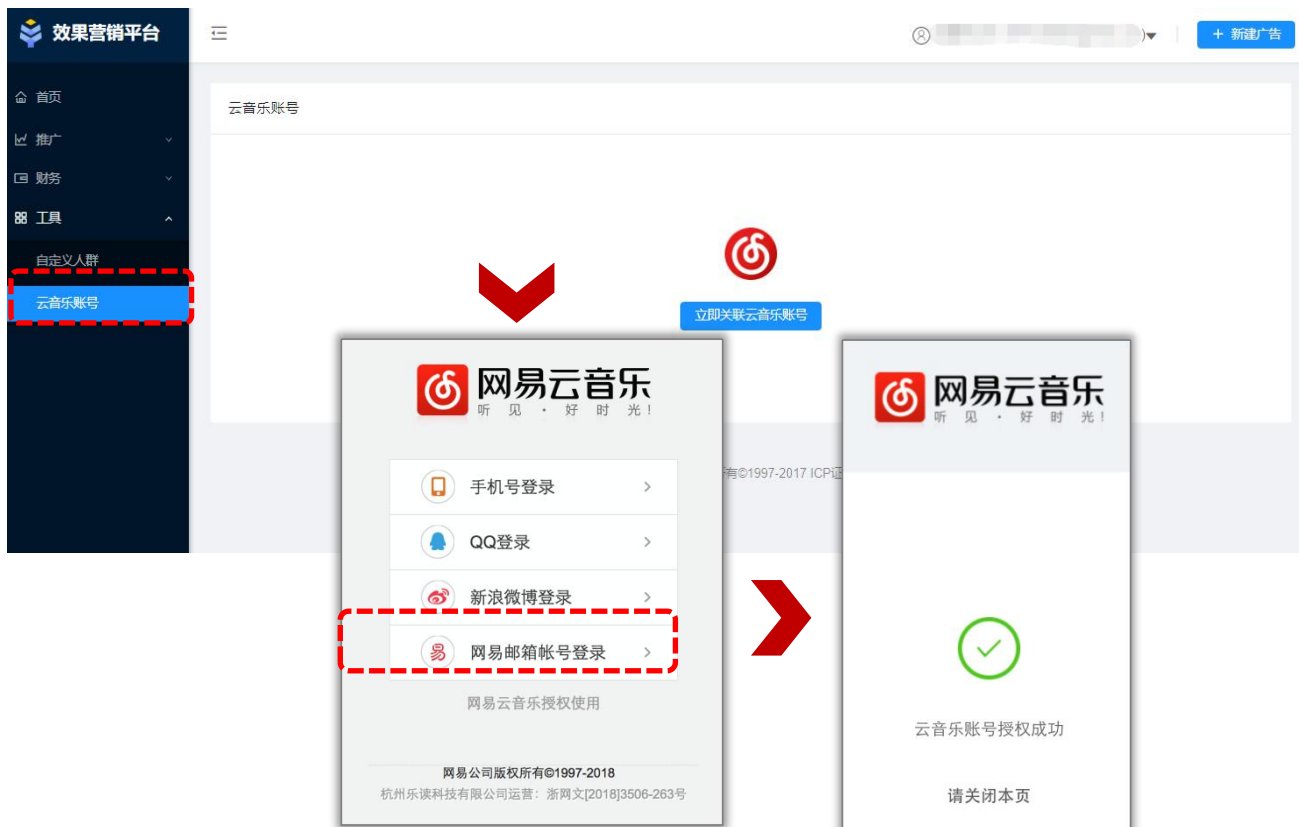 效果营销平台
+ 新建广告
首页
推广
财务
工具
自定义人群
云音乐账号
云音乐账号
立即关联云音乐账号
有©1997-2017 ICP证
网易云音乐
听见·好时光!
手机号登录
QQ登录
新浪微博登录
网易邮箱帐号登录
网易云音乐授权使用
网易公司版权所有©1997-2018
杭州乐读科技有限公司运营：浙网文[2018]3506-263号
网易云音乐
听见·好时光!
云音乐账号授权成功
请关闭本页